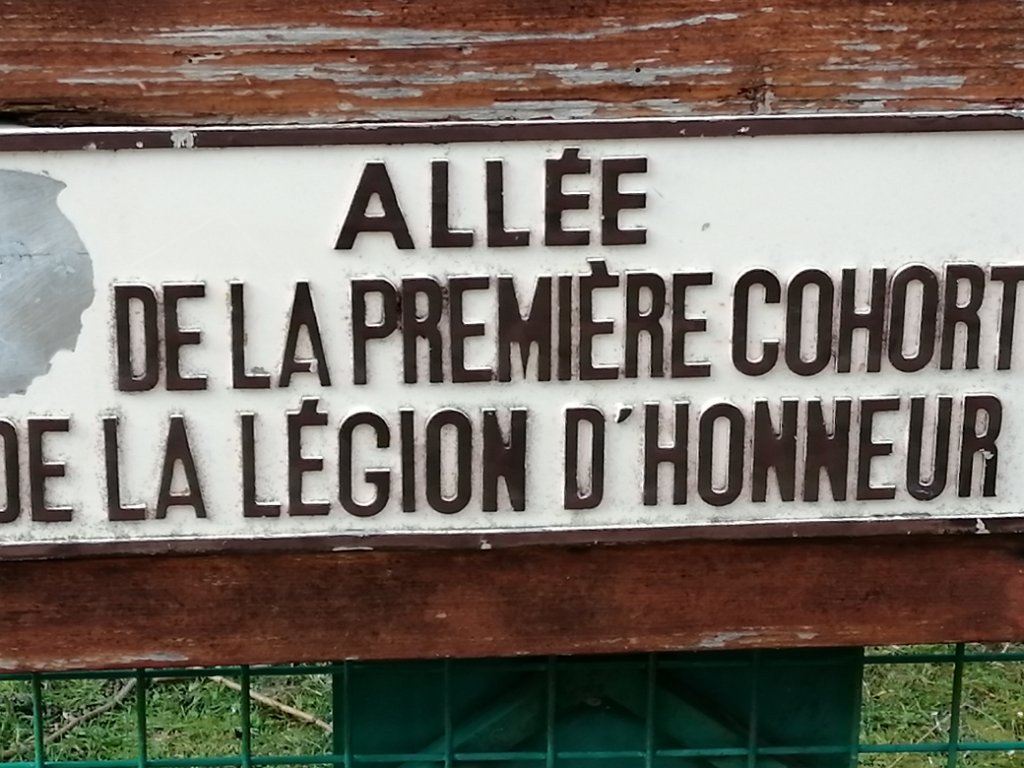 ALLÉE
DE LA PREMIÈRE COHORT
DE LA LÉGION D'HONNEUR